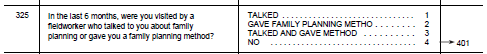 325 In the last 6 months, were you visited by a TALKED . . . . . . . . . . . . . . . . . . . . . . . . . . . . . . . . . 1
fieldworker who talked to you about family GAVE FAMILY PLANNING METHO . . . . . . . . 2
planning or gave you a family planning method? TALKED AND GAVE METHOD . . . . . . . . . . . 3
NO . . . . . . . . . . . . . . . . . . . . . . . . . . . . . . . . . . . . . 4 → 401